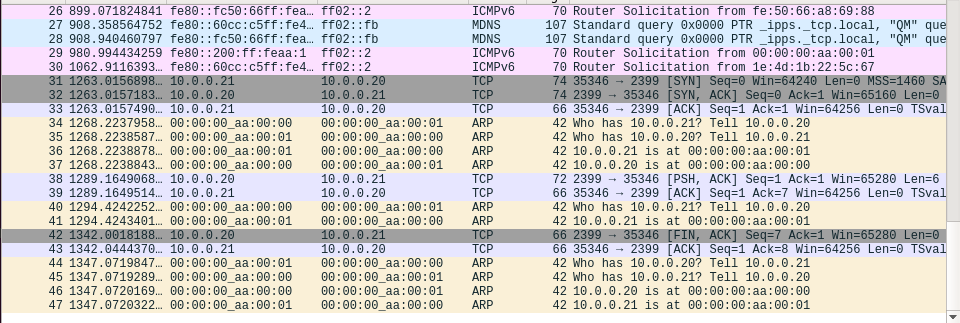 26 899.071824841 fe80::fc50:66ff:fea… ff02::2 ICMPv6 70 Router Solicitation from fe:50:66:a8:69:88
27 908.358564752 fe80::60cc:c5ff:fe4… ff02::fb MDNS 107 Standard query 0x0000 PTR _ipps._tcp.local, "QM" que
28 908.940460797 fe80::60cc:c5ff:fe4… ff02::fb MDNS 107 Standard query 0x0000 PTR _ipps._tcp.local, "QM" que
29 980.994434259 fe80::200:ff:feaa:1 ff02::2 ICMPv6 70 Router Solicitation from 00:00:00:aa:00:01
30 1062.9116393… fe80::60cc:c5ff:fe4… ff02::2 ICMPv6 70 Router Solicitation from 1e:4d:1b:22:5c:67
31 1263.0156898… 10.0.0.21 10.0.0.20 TCP 74 35346 → 2399 [SYN] Seq=0 Win=64240 Len=0 MSS=1460 SA
32 1263.0157183… 10.0.0.20 10.0.0.21 TCP 74 2399 → 35346 [SYN, ACK] Seq=0 Ack=1 Win=65160 Len=0
33 1263.0157490… 10.0.0.21 10.0.0.20 TCP 66 35346 → 2399 [ACK] Seq=1 Ack=1 Win=64256 Len=0 TSval
34 1268.2237958… 00:00:00_aa:00:00 00:00:00_aa:00:01 ARP 42 Who has 10.0.0.21? Tell 10.0.0.20
35 1268.2238587… 00:00:00_aa:00:01 00:00:00_aa:00:00 ARP 42 Who has 10.0.0.20? Tell 10.0.0.21
36 1268.2238878… 00:00:00_aa:00:01 00:00:00_aa:00:00 ARP 42 10.0.0.21 is at 00:00:00:aa:00:01
37 1268.2238843… 00:00:00_aa:00:00 00:00:00_aa:00:01 ARP 42 10.0.0.20 is at 00:00:00:aa:00:00
38 1289.1649068… 10.0.0.20 10.0.0.21 TCP 72 2399 → 35346 [PSH, ACK] Seq=1 Ack=1 Win=65280 Len=6
39 1289.1649514… 10.0.0.21 10.0.0.20 TCP 66 35346 → 2399 [ACK] Seq=1 Ack=7 Win=64256 Len=0 TSval
40 1294.4242252… 00:00:00_aa:00:00 00:00:00_aa:00:01 ARP 42 Who has 10.0.0.21? Tell 10.0.0.20
41 1294.4243401… 00:00:00_aa:00:01 00:00:00_aa:00:00 ARP 42 10.0.0.21 is at 00:00:00:aa:00:01
42 1342.0018188… 10.0.0.20 10.0.0.21 TCP 66 2399 → 35346 [FIN, ACK] Seq=7 Ack=1 Win=65280 Len=0
43 1342.0444370… 10.0.0.21 10.0.0.20 TCP 66 35346 → 2399 [ACK] Seq=1 Ack=8 Win=64256 Len=0 TSval
44 1347.0719847… 00:00:00_aa:00:01 00:00:00_aa:00:00 ARP 42 Who has 10.0.0.20? Tell 10.0.0.21
45 1347.0719289… 00:00:00_aa:00:00 00:00:00_aa:00:01 ARP 42 Who has 10.0.0.21? Tell 10.0.0.20
46 1347.0720169… 00:00:00_aa:00:00 00:00:00_aa:00:01 ARP 42 10.0.0.20 is at 00:00:00:aa:00:00
47 1347.0720322… 00:00:00_aa:00:01 00:00:00_aa:00:00 ARP 42 10.0.0.21 is at 00:00:00:aa:00:01